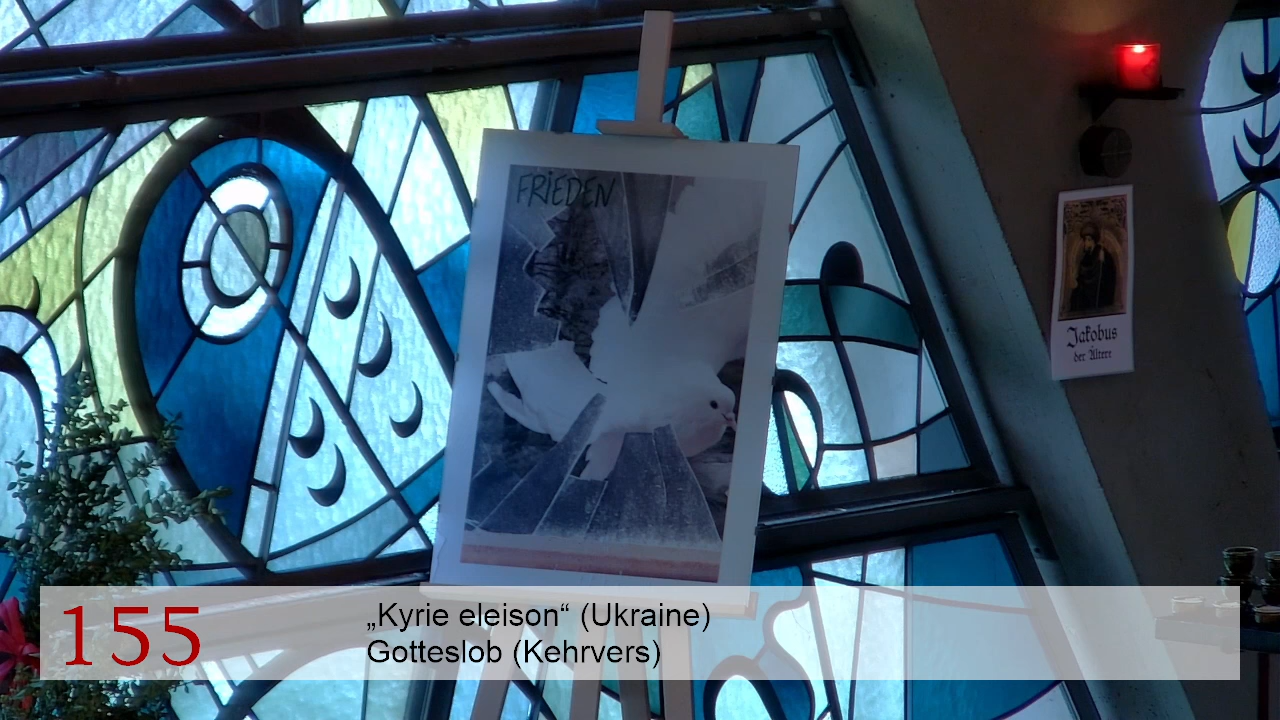 FRIEDEN
Jakobus
der Ältere
155
„Kyrie eleison“ (Ukraine)
Gotteslob (Kehrvers)